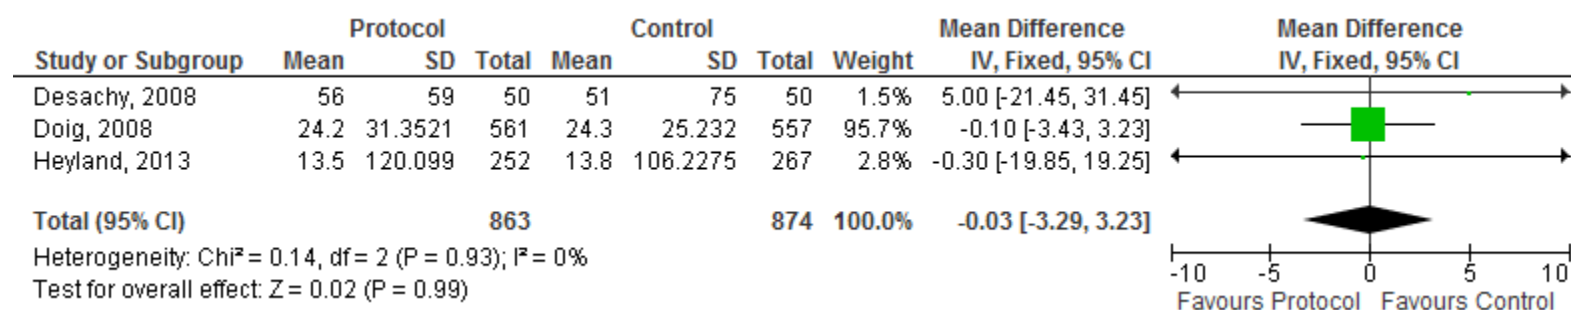 Protocol Control Mean Difference Mean Difference
Study or Subgroup Mean SD Total Mean SD Total Weight IV, Fixed, 95% CI IV, Fixed, 95% CI
Desachy, 2008 56 59 50 51 75 50 1.5% 5.00 [-21.45, 31.45]
Doig, 2008 24.2 31.3521 561 24.3 25.232 557 95.7% -0.10 [-3.43, 3.23]
Heyland, 2013 13.5 120.099 252 13.8 106.2275 267 2.8% -0.30 [-19.85, 19.25]
Total (95% CI) 863 874 100.0% -0.03 [-3.29, 3.23]
Heterogeneity: Chi² = 0.14, df = 2 (P = 0.93); I² = 0%
Test for overall effect: Z = 0.02 (P = 0.99)
-10 -5 0 5 10
Favours Protocol Favours Control